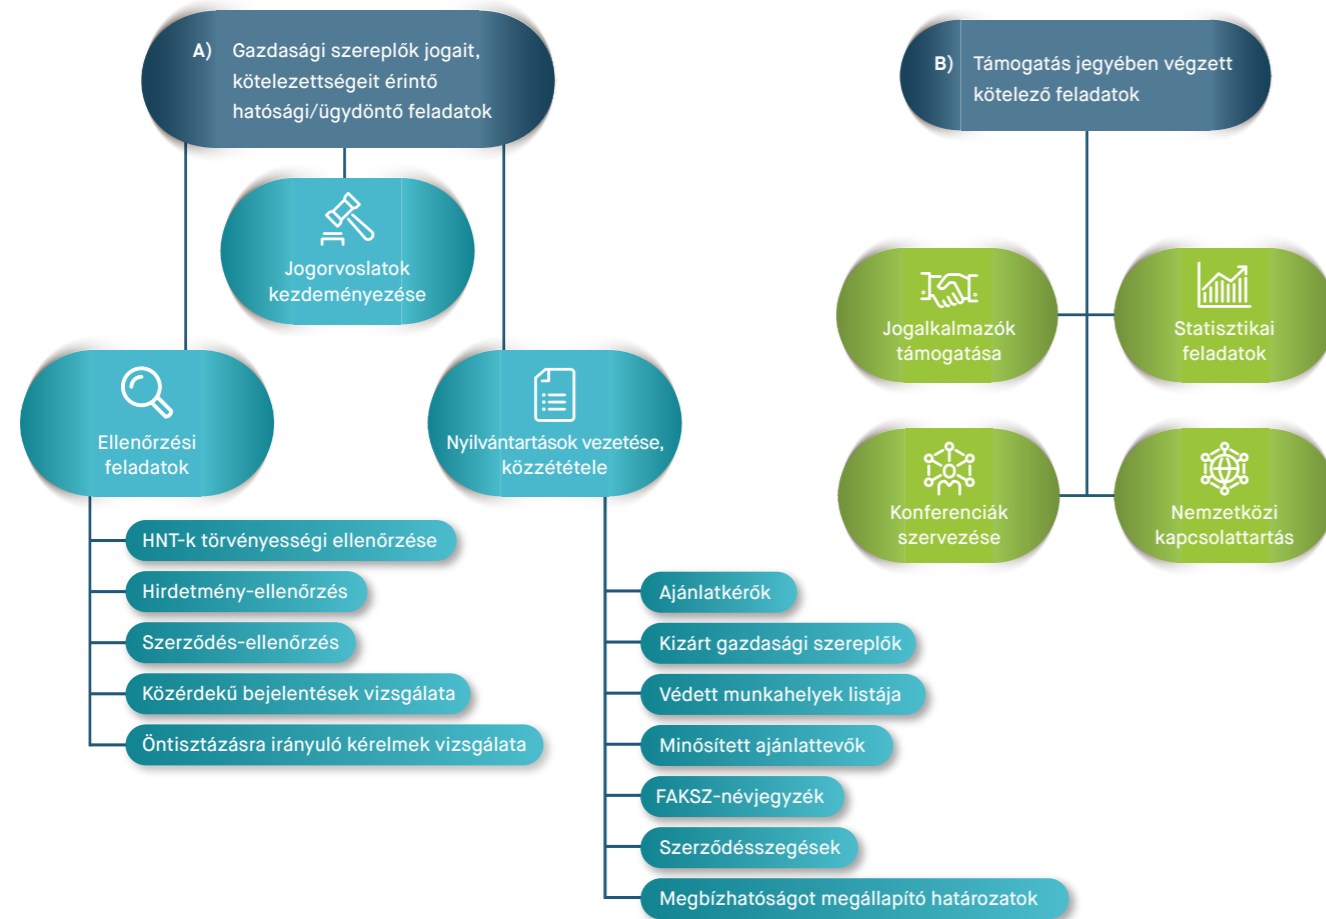 A) Gazdasági szereplők jogait,
kötelezettségeit érintő
hatósági/ügydöntő feladatok
Jogorvoslatok
kezdeményezése
Ellenőrzési
feladatok
HNT-k törvényességi ellenőrzése
Hirdetmény-ellenőrzés
Szerződés-ellenőrzés
Közérdekű bejelentések vizsgálata
Öntisztázásra irányuló kérelmek vizsgálata
Nyilvántartások vezetése,
közzététele
Ajánlatkérők
Kizárt gazdasági szereplők
Védett munkahelyek listája
Minősített ajánlattevők
FAKSZ-névjegyzék
Szerződésszegések
Megbízhatóságot megállapító határozatok
B) Támogatás jegyében végzett
kötelező feladatok
Jogalkalmazók
támogatása
Statisztikai
feladatok
Konferenciák
szervezése
Nemzetközi
kapcsolattartás